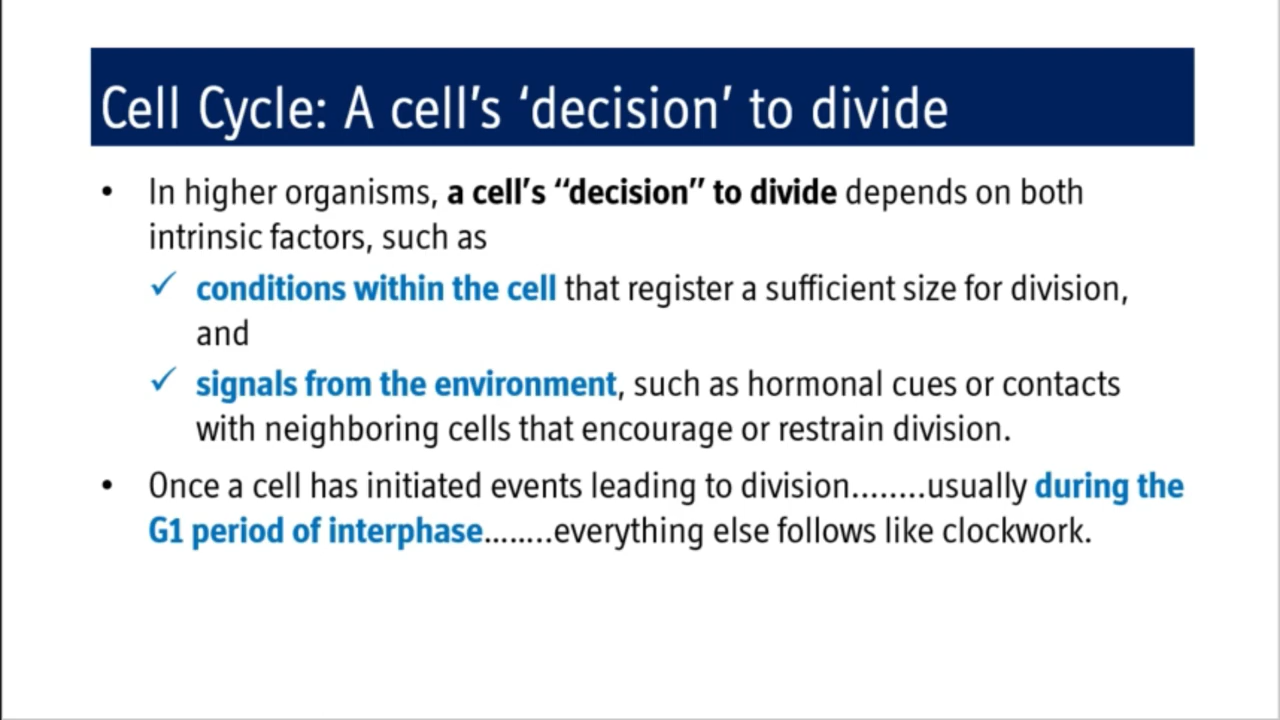 Cell Cycle: A cell’s ‘decision’ to divide
• In higher organisms, a cell’s “decision” to divide depends on both
intrinsic factors, such as
✓ conditions within the cell that register a sufficient size for division,
and
✓ signals from the environment, such as hormonal cues or contacts
with neighboring cells that encourage or restrain division.
• Once a cell has initiated events leading to division........usually during the
G1 period of interphase........everything else follows like clockwork.